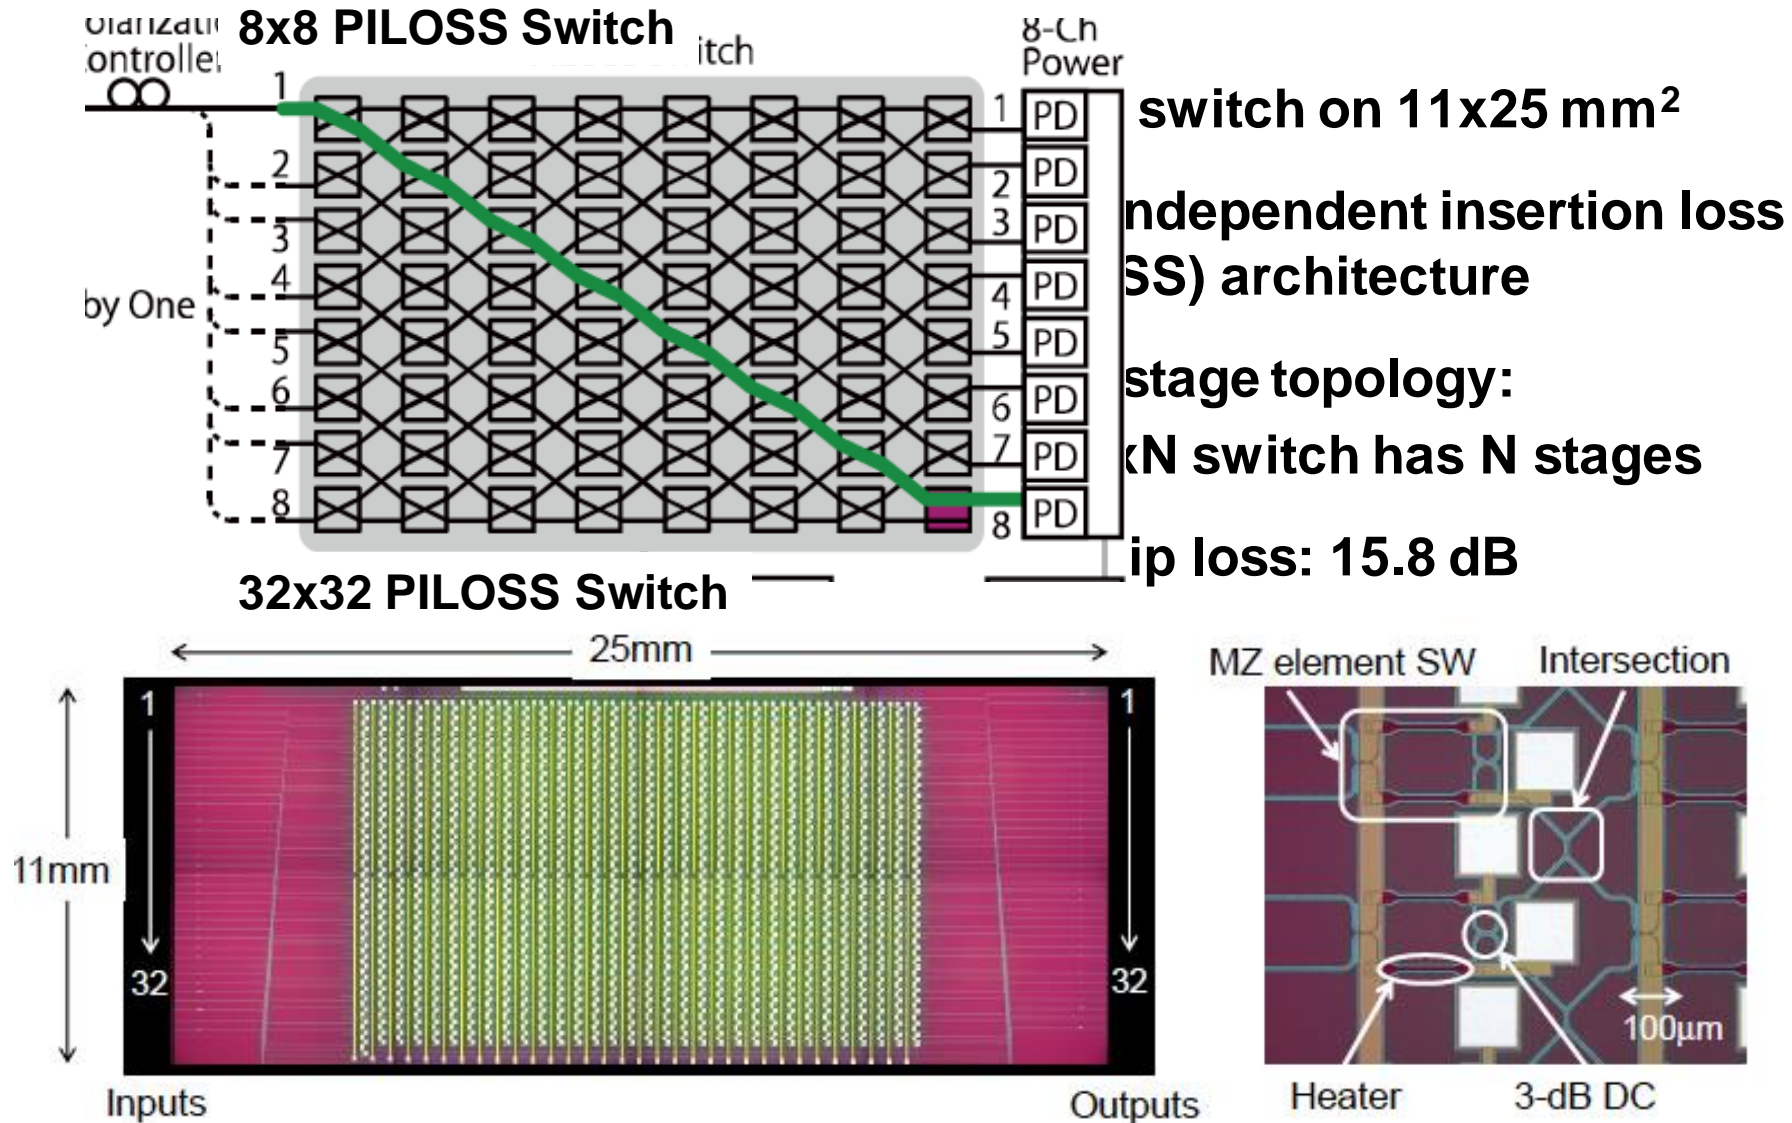 8x8 PILOSS Switch
8-Ch
Power
by One
1
2
3
4
5
6
7
8
1
2
3
4
5
6
7
8
PD
PD
PD
PD
PD
PD
PD
PD
switch on 11x25 mm²
ndependent insertion loss
SS) architecture
stage topology:
xN switch has N stages
ip loss: 15.8 dB
32x32 PILOSS Switch
25mm
11mm
1
32
1
32
Inputs
Outputs
MZ element SW
Intersection
100μm
Heater
3-dB DC